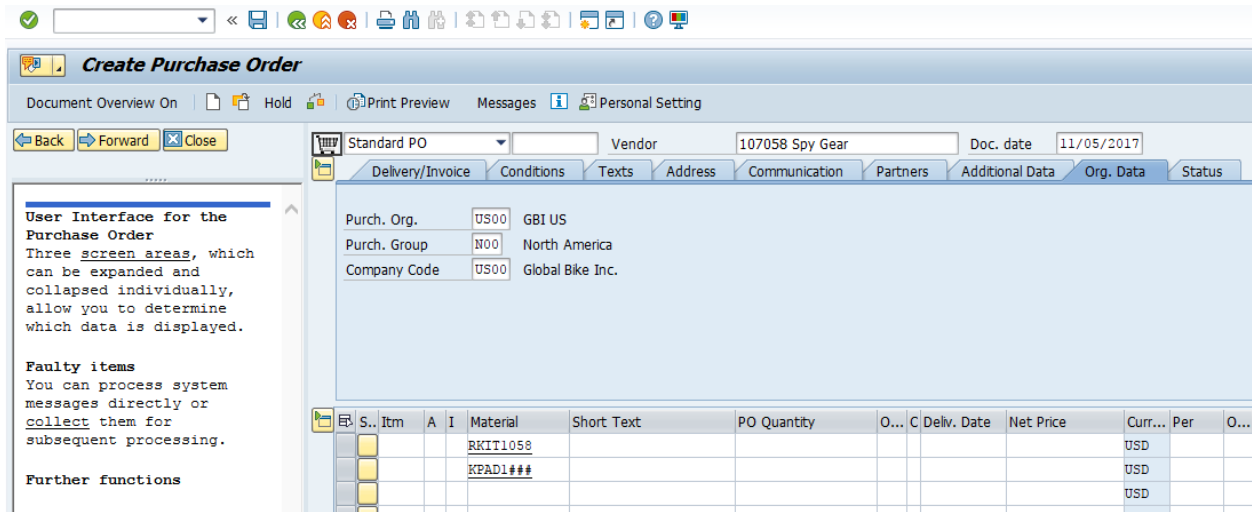 Create Purchase Order
Document Overview On Hold Print Preview Messages Personal Setting
Back Forward Close
Standard PO Vendor 107058 Spy Gear Doc. date 11/05/2017
Delivery/Invoice Conditions Texts Address Communication Partners Additional Data Org. Data Status
User Interface for the
Purchase Order
Three screen areas, which
can be expanded and
collapsed individually,
allow you to determine
which data is displayed.
Faulty items
You can process system
messages directly or
collect them for
subsequent processing.
Further functions
Purch. Org. US00 GBI US
Purch. Group N00 North America
Company Code US00 Global Bike Inc.
S.. Itm A I Material Short Text PO Quantity O... C Deliv. Date Net Price Curr... Per O...
RKIT1058 USD
KPAD1### USD
USD